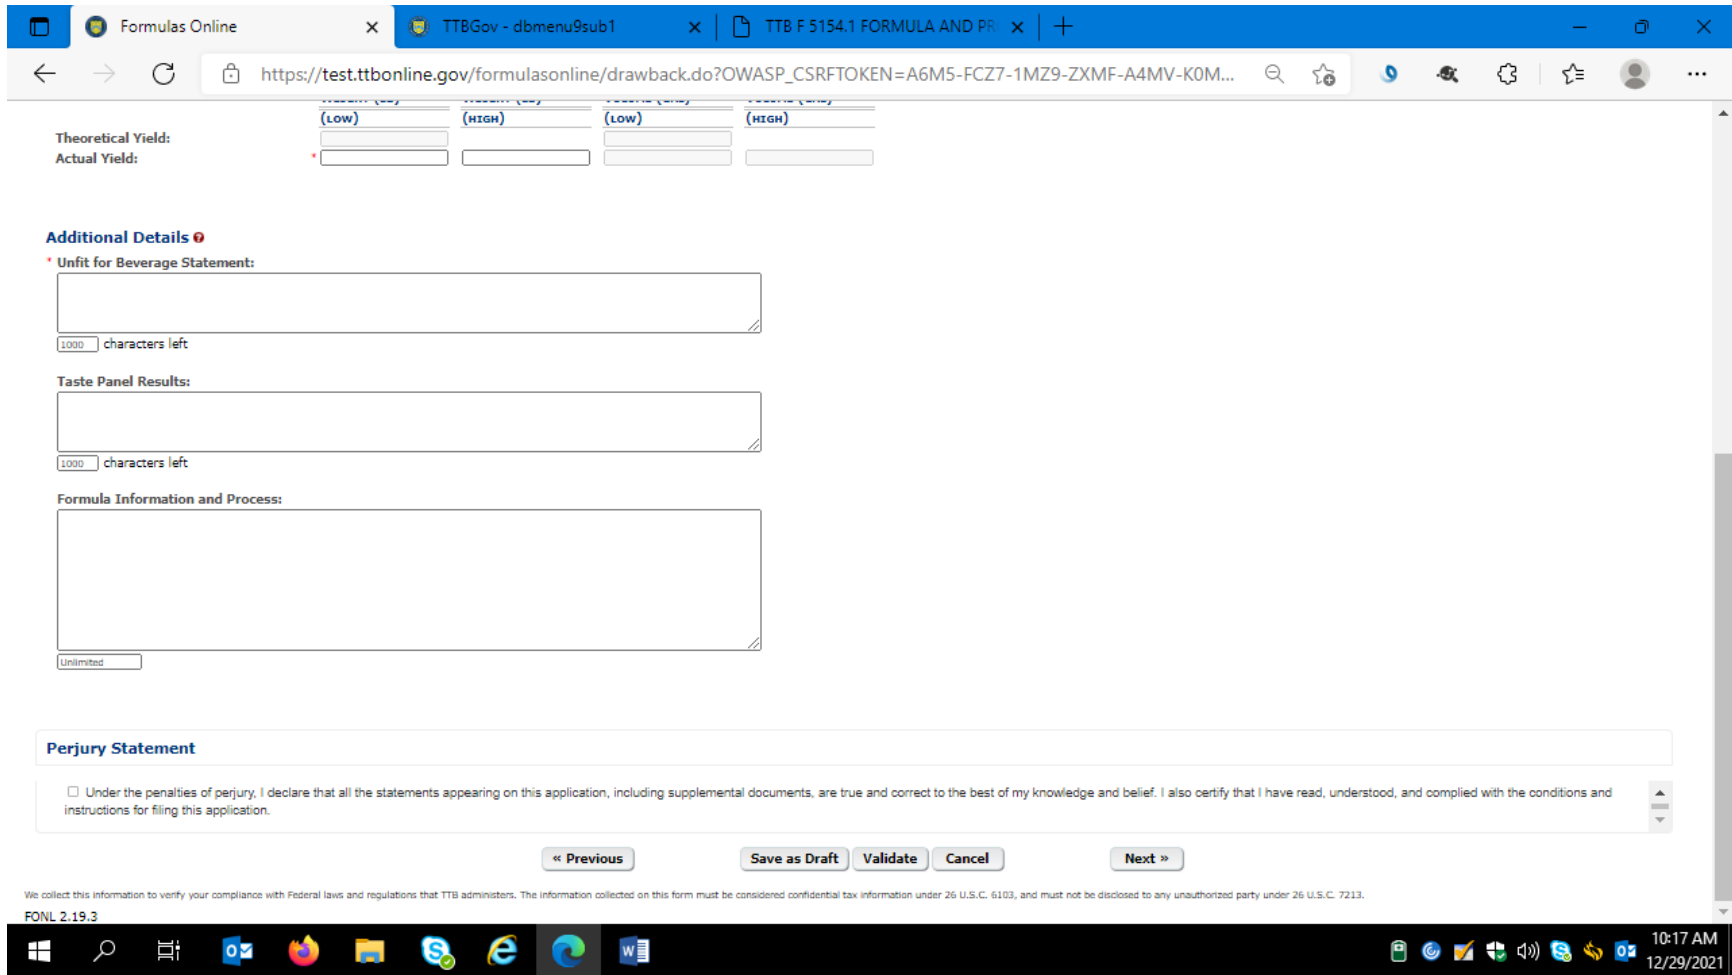 Formulas Online
TTBGov - dbmenu9sub1
TTB F 5154.1 FORMULA AND PR
https://test.ttbonline.gov/formulasonline/drawback.do?OWASP_CSRFTOKEN=A6M5-FCZ7-1MZ9-ZXMF-A4MV-K0M...
(LOW) (HIGH) (LOW) (HIGH)
Theoretical Yield:
Actual Yield: *
Additional Details ?
* Unfit for Beverage Statement:
1000 characters left
Taste Panel Results:
1000 characters left
Formula Information and Process:
Unlimited
Perjury Statement
Under the penalties of perjury, I declare that all the statements appearing on this application, including supplemental documents, are true and correct to the best of my knowledge and belief. I also certify that I have read, understood, and complied with the conditions and
instructions for filing this application.
« Previous Save as Draft Validate Cancel Next »
We collect this information to verify your compliance with Federal laws and regulations that TTB administers. The information collected on this form must be considered confidential tax information under 26 U.S.C. 6103, and must not be disclosed to any unauthorized party under 26 U.S.C. 7213.
FONL 2.19.3
10:17 AM
12/29/2021